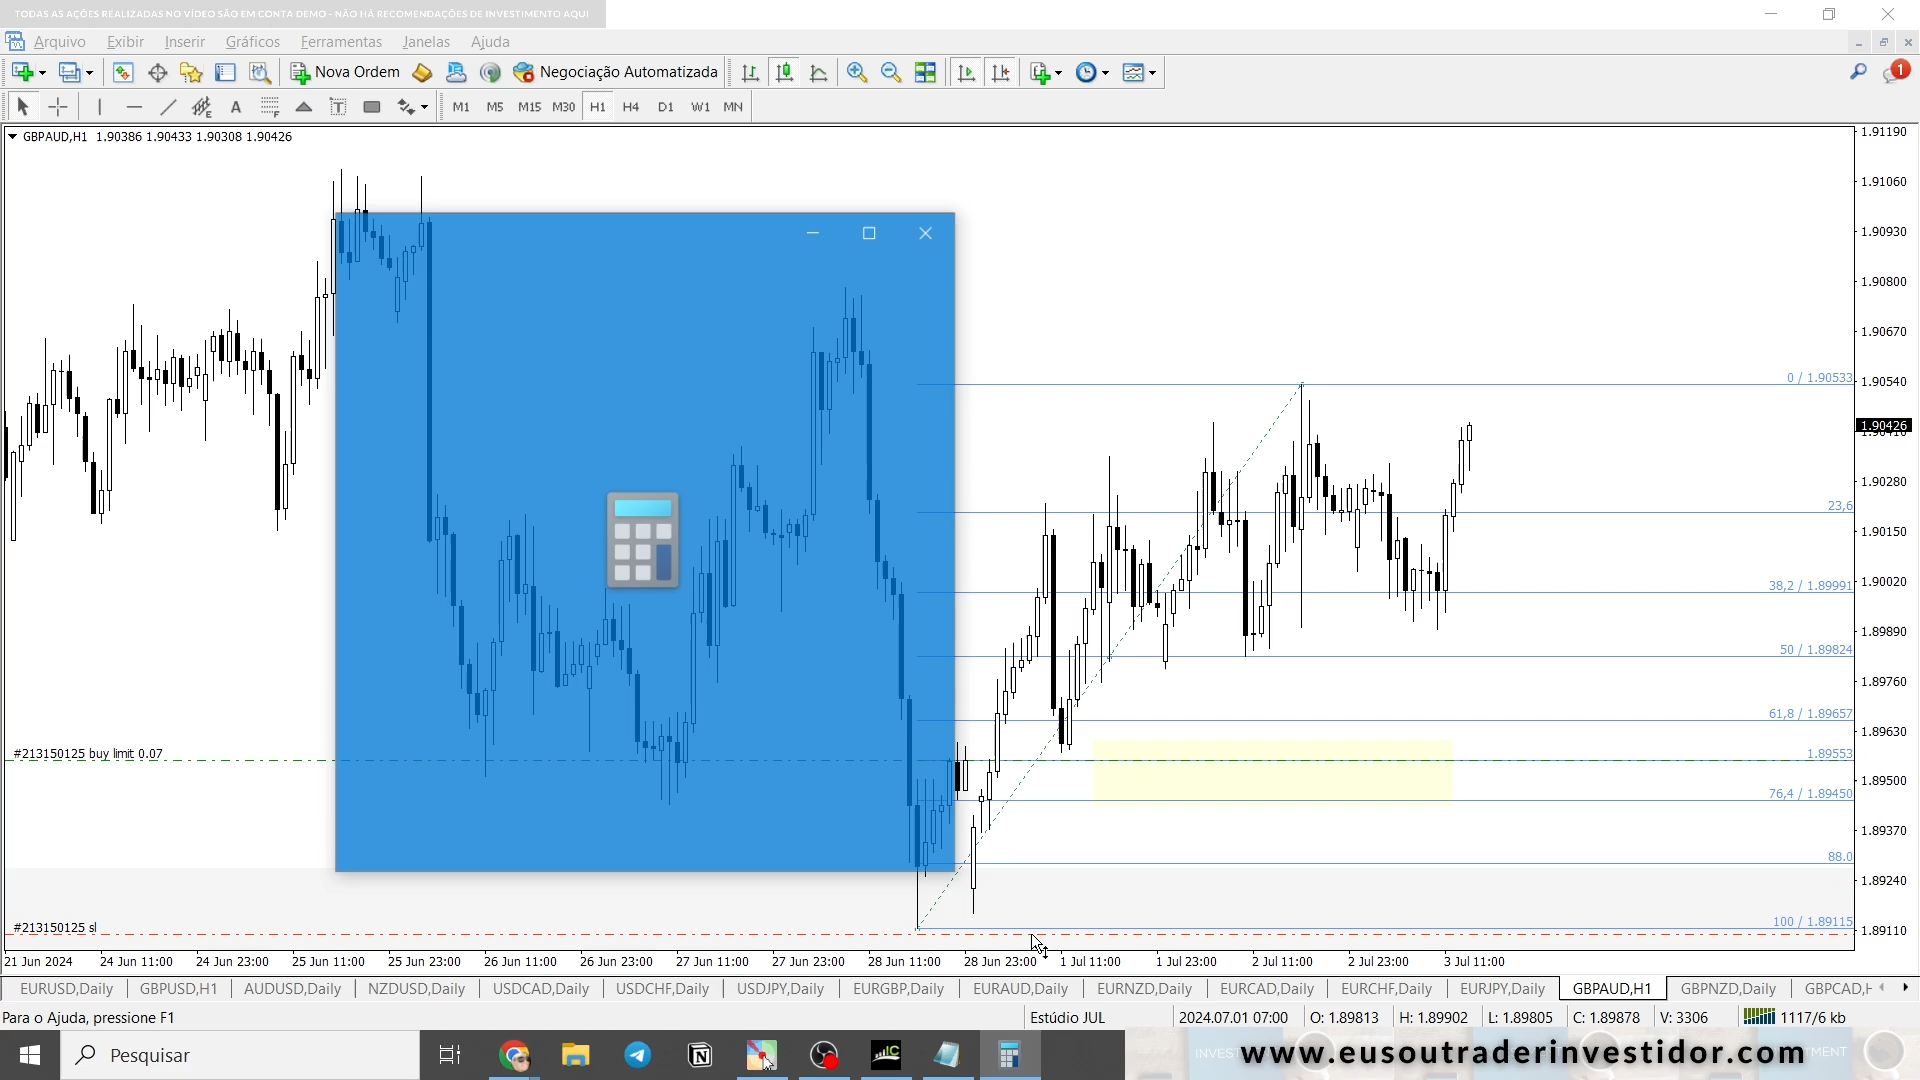 TODAS AS AÇÕES REALIZADAS NO VÍDEO SÃO EM CONTA DEMO - NÃO HÁ RECOMENDAÇÕES DE INVESTIMENTO AQUI
Arquivo Exibir Inserir Gráficos Ferramentas Janelas Ajuda
Nova Ordem Negociação Automatizada 1
A T M1 M5 M15 M30 H1 H4 D1 W1 MN
GBPAUD,H1 1.90386 1.90433 1.90308 1.90426
1.91190
1.91060
1.90930
1.90800
1.90670
0 / 1.90533
1.90540
1.90426
1.90280
23,6
1.90150
38,2 / 1.89991
1.90020
1.89890
50 / 1.89824
1.89760
61,8 / 1.89657
1.89630
#213150125 buy limit 0.07
1.89553
1.89500
76,4 / 1.89450
1.89370
88.0
1.89240
#213150125 sl
100 / 1.89115
1.89110
21 Jun 2024 24 Jun 11:00 24 Jun 23:00 25 Jun 11:00 25 Jun 23:00 26 Jun 11:00 26 Jun 23:00 27 Jun 11:00 27 Jun 23:00 28 Jun 11:00 28 Jun 23:00 1 Jul 11:00 1 Jul 23:00 2 Jul 11:00 2 Jul 23:00 3 Jul 11:00
EURUSD,Daily GBPUSD,H1 AUDUSD,Daily NZDUSD,Daily USDCAD,Daily USDCHF,Daily USDJPY,Daily EURGBP,Daily EURAUD,Daily EURNZD,Daily EURCAD,Daily EURCHF,Daily EURJPY,Daily GBPAUD,H1 GBPNZD,Daily GBPCAD,H
Para o Ajuda, pressione F1 Estúdio JUL 2024.07.01 07:00 O: 1.89813 H: 1.89902 L: 1.89805 C: 1.89878 V: 3306 1117/6 kb
Pesquisar www.eusoutraderinvestidor.com